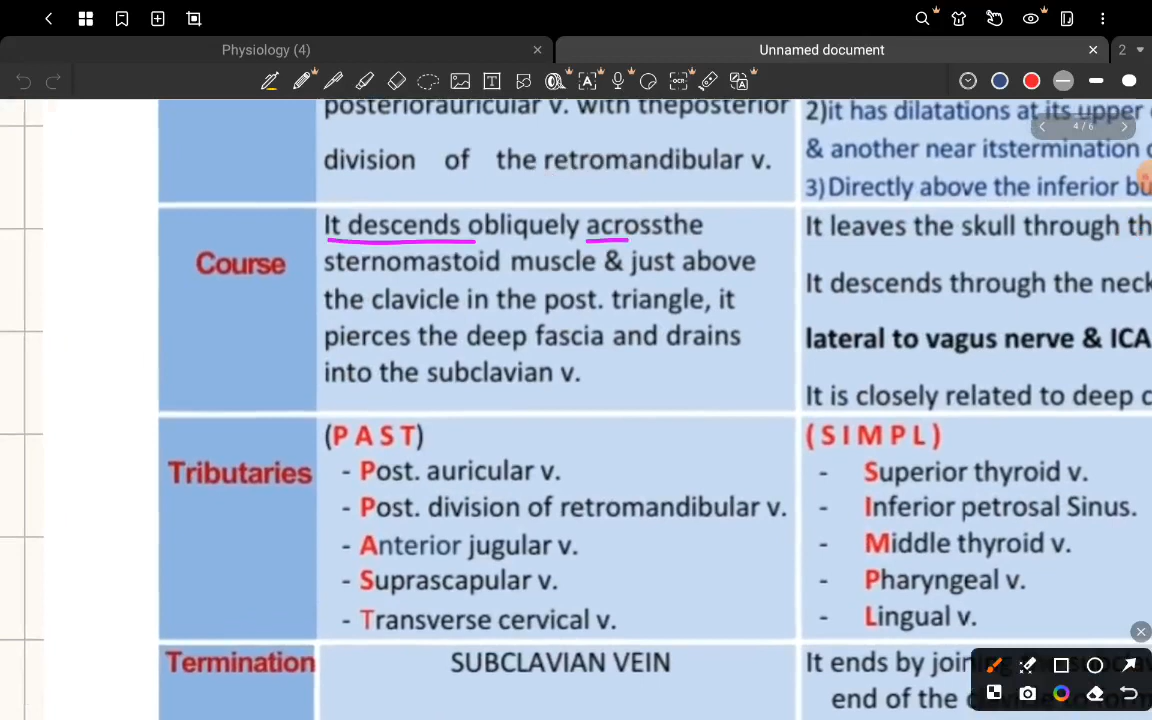 Physiology (4)
Unnamed document
2
posteriorauricular v. with theposterior
division of the retromandibular v.
2)it has dilatations at its upper
& another near itstermination
3)Directly above the inferior bu
4/6
Course
It descends obliquely acrossthe
sternomastoid muscle & just above
the clavicle in the post. triangle, it
pierces the deep fascia and drains
into the subclavian v.
It leaves the skull through th
It descends through the neck
lateral to vagus nerve & ICA
It is closely related to deep c
Tributaries
(P A S T)
- Post. auricular v.
- Post. division of retromandibular v.
- Anterior jugular v.
- Suprascapular v.
- Transverse cervical v.
( S I M P L )
- Superior thyroid v.
- Inferior petrosal Sinus.
- Middle thyroid v.
- Pharyngeal v.
- Lingual v.
Termination
SUBCLAVIAN VEIN
It ends by join
end of the